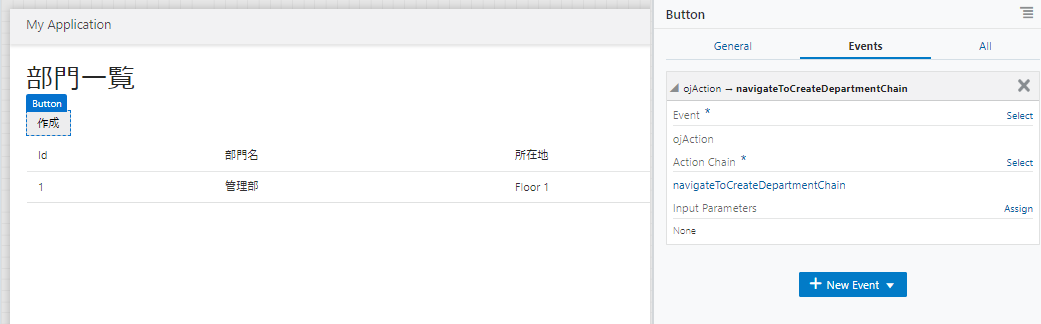 My Application
部門一覧
Button
作成
Id 部門名 所在地
1 管理部 Floor 1
Button
General Events All
ojAction → navigateToCreateDepartmentChain
Event * Select
ojAction
Action Chain * Select
navigateToCreateDepartmentChain
Input Parameters Assign
None
New Event